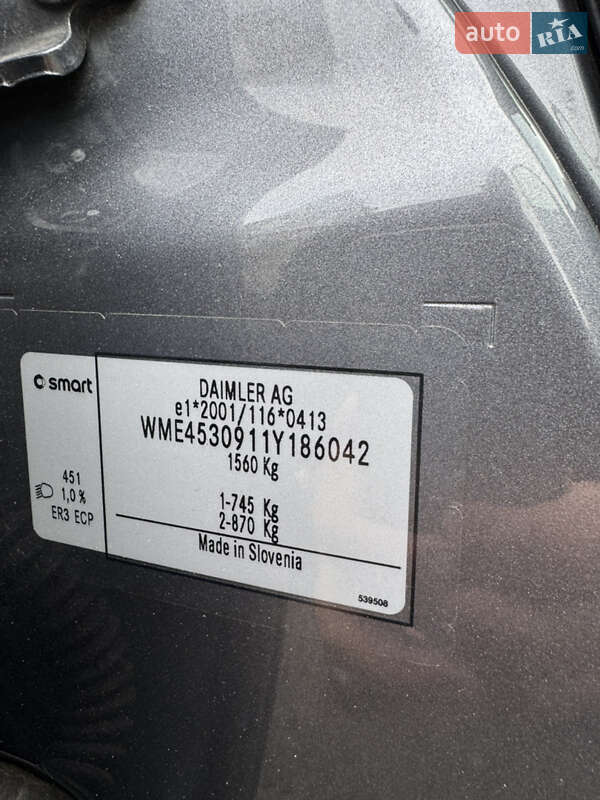 auto RIA
.com
smart
DAIMLER AG
e1*2001/116*0413
WME4530911Y186042
1560 Kg
451
1,0 %
ER3 ECP
1-745 Kg
2-870 Kg
Made in Slovenia
539508